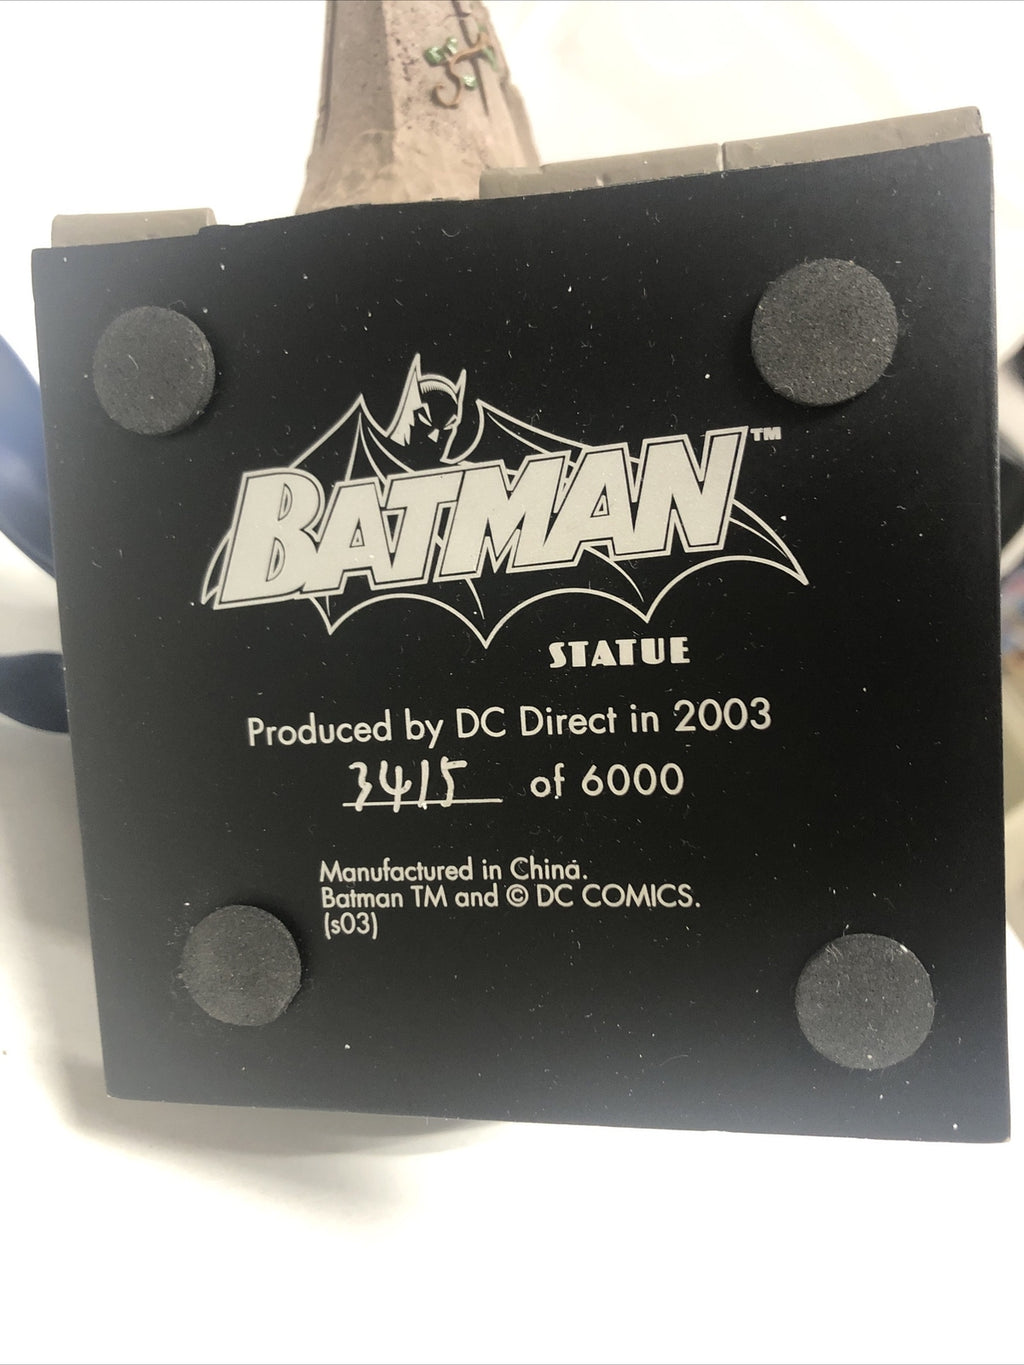 BATMAN™
STATUE
Produced by DC Direct in 2003
3415 of 6000
Manufactured in China.
Batman TM and © DC COMICS.
(s03)